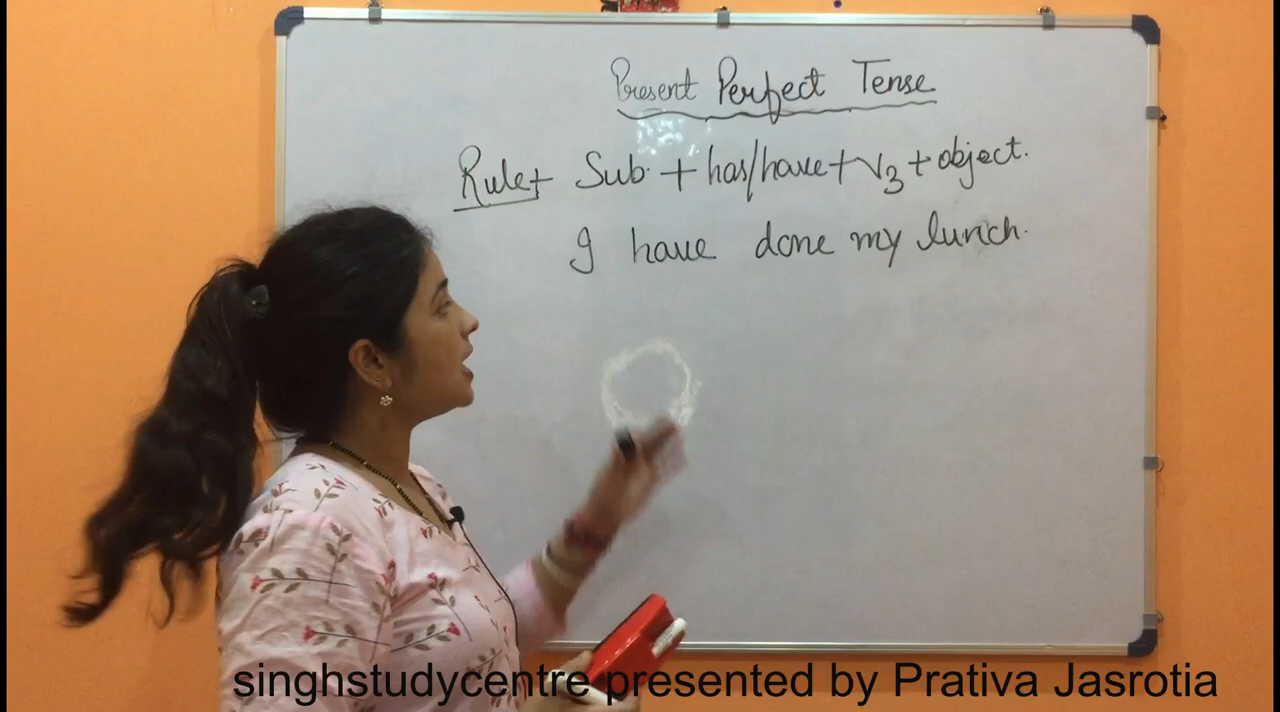 Present Perfect Tense
Rule+ Sub. + has/have + V3 + object.
I have done my lunch.
singhstudycentre presented by Prativa Jasrotia